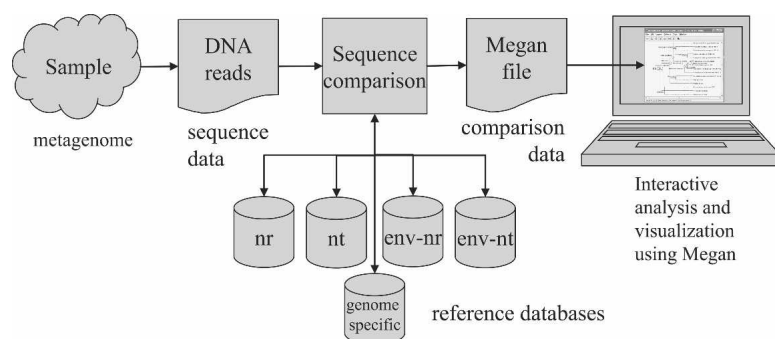 Sample
metagenome
DNA
reads
sequence
data
Sequence
comparison
Megan
file
comparison
data
Interactive
analysis and
visualization
using Megan
nr
nt
env-nr
env-nt
genome
specific
reference databases